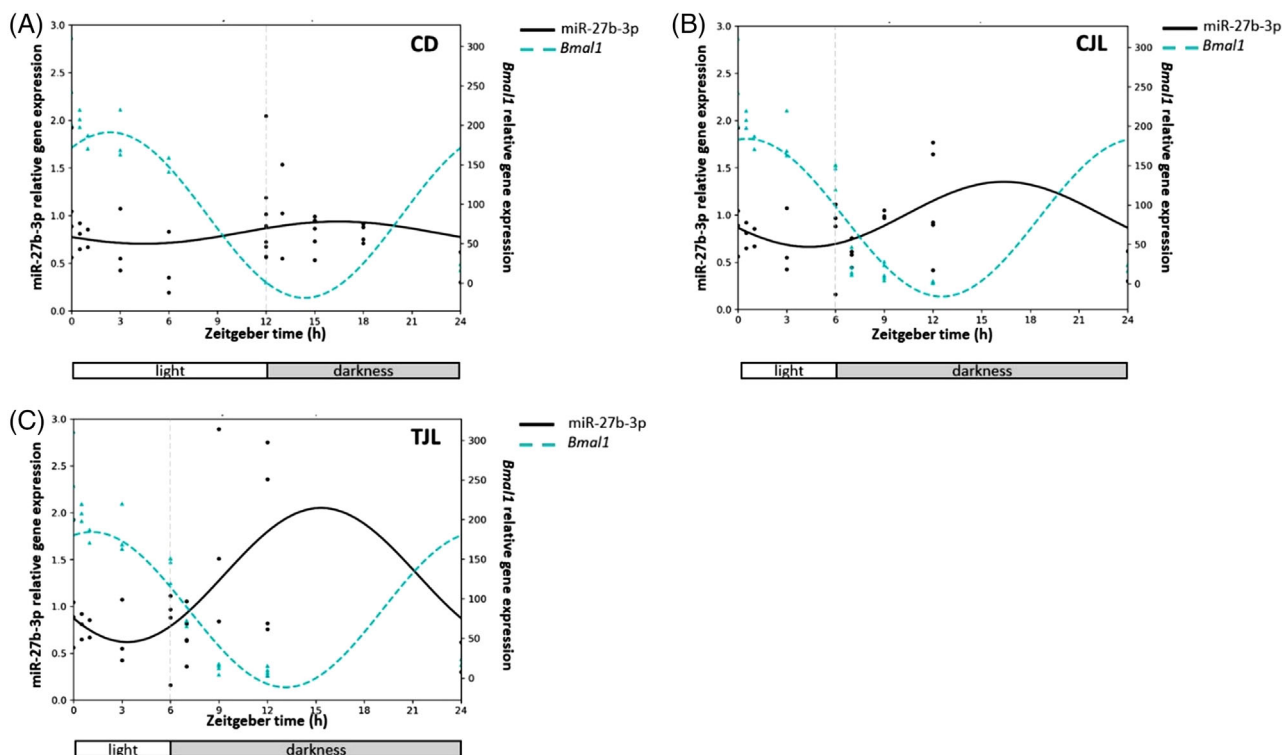 (A)
CD
miR-27b-3p
Bmal1
3.0
2.5
2.0
1.5
1.0
0.5
0.0
miR-27b-3p relative gene expression
300
250
200
150
100
50
0
Bmal1 relative gene expression
0 3 6 9 12 15 18 21 24
Zeitgeber time (h)
light darkness
(B)
CJL
miR-27b-3p
Bmal1
3.0
2.5
2.0
1.5
1.0
0.5
0.0
miR-27b-3p relative gene expression
300
250
200
150
100
50
0
Bmal1 relative gene expression
0 3 6 9 12 15 18 21 24
Zeitgeber time (h)
light darkness
(C)
TJL
miR-27b-3p
Bmal1
3.0
2.5
2.0
1.5
1.0
0.5
0.0
miR-27b-3p relative gene expression
300
250
200
150
100
50
0
Bmal1 relative gene expression
0 3 6 9 12 15 18 21 24
Zeitgeber time (h)
light darkness